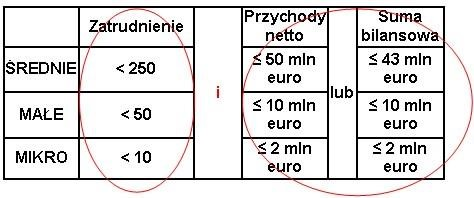 Zatrudnienie
Przychody
netto
Suma
bilansowa
ŚREDNIE < 250 ≤ 50 mln
euro ≤ 43 mln
euro
MAŁE < 50 i ≤ 10 mln
euro lub ≤ 10 mln
euro
MIKRO < 10 ≤ 2 mln
euro ≤ 2 mln
euro